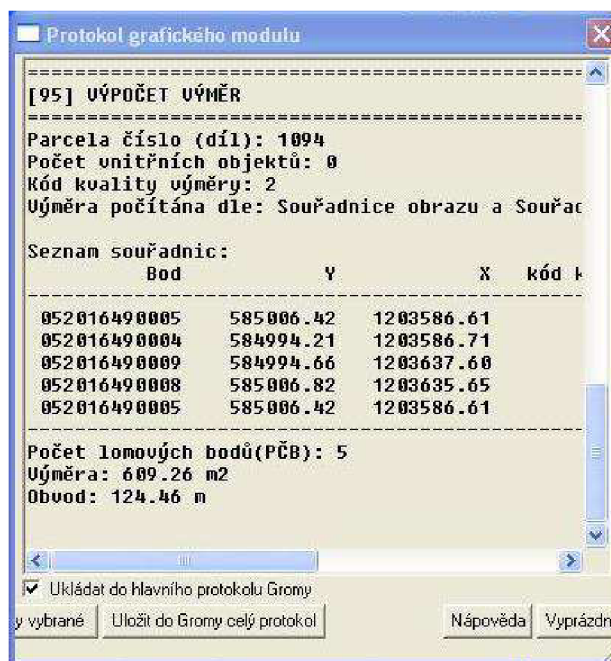 Protokol grafického modulu
===========================================
[95] VÝPOČET VÝMĚR
===========================================
Parcela číslo (díl): 1094
Počet vnitřních objektů: 0
Kód kvality výměry: 2
Výměra počítána dle: Souřadnice obrazu a Souřad
Seznam souřadnic:
Bod Y X kód k
-------------------------------------------
052016490005 585006.42 1203586.61
052016490004 584994.21 1203586.71
052016490009 584994.66 1203637.60
052016490008 585006.82 1203635.65
052016490005 585006.42 1203586.61
-------------------------------------------
Počet lomových bodů(PČB): 5
Výměra: 609.26 m2
Obvod: 124.46 m
Ukládat do hlavního protokolu Gromy
y vybrané Uložit do Gromy celý protokol Nápověda Vyprázdn